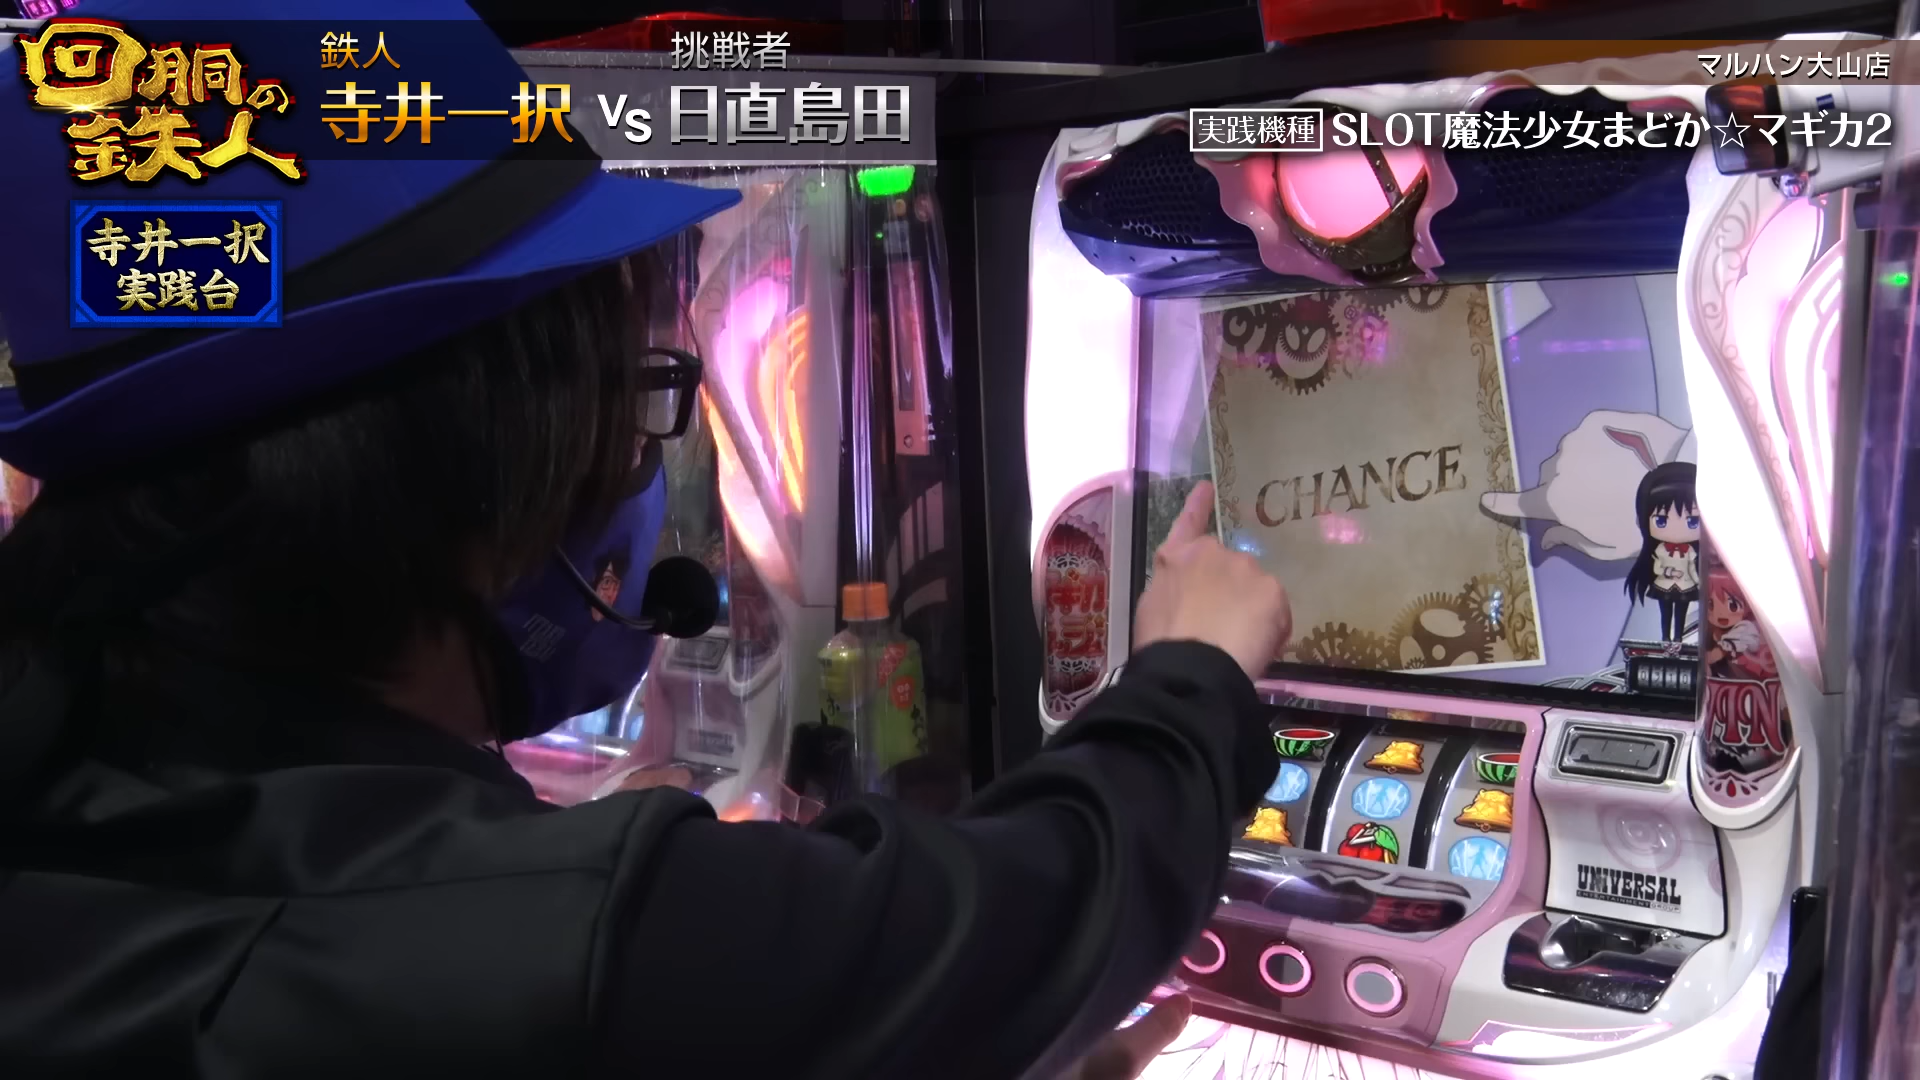 回胴の
鉄人
鉄人
寺井一択
VS
挑戦者
日直島田
マルハン大山店
実践機種
SLOT魔法少女まどか☆マギカ2
寺井一択
実践台
CHANCE
UNIVERSAL
ENTERTAINMENT GROUP